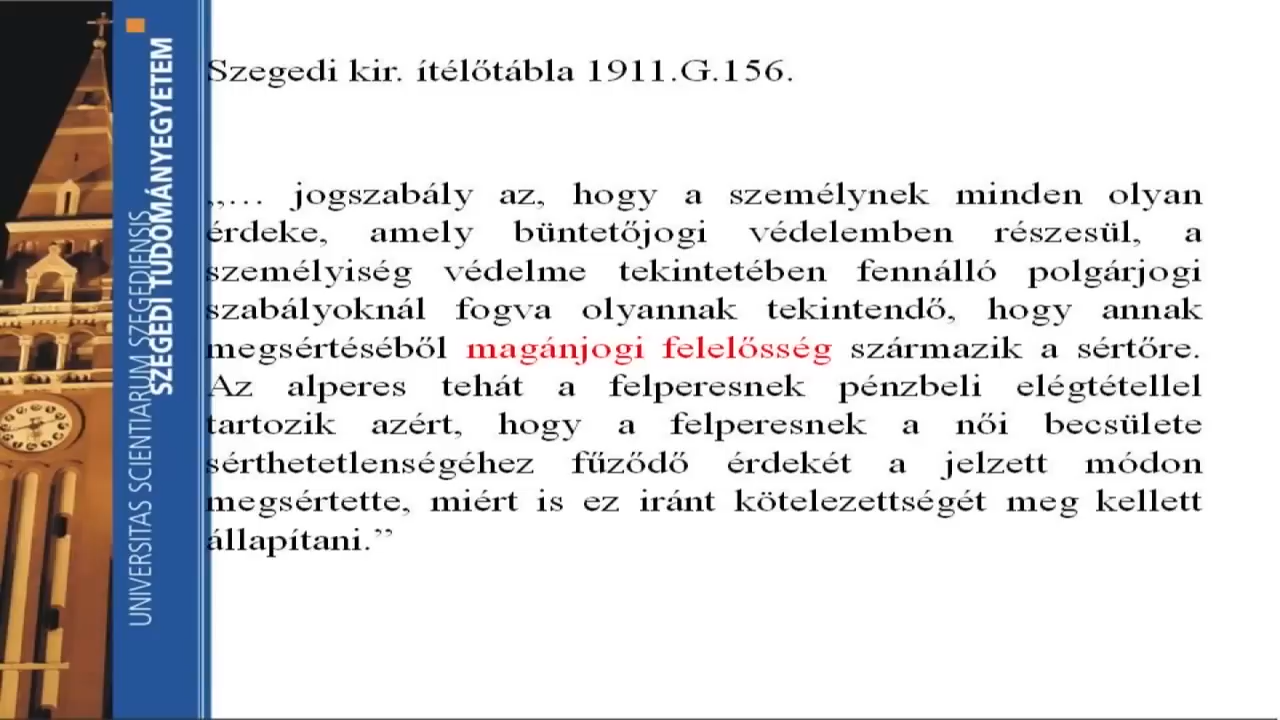 Szegedi kir. ítélőtábla 1911.G.156.
„… jogszabály az, hogy a személynek minden olyan
érdeke, amely büntetőjogi védelemben részesül, a
személyiség védelme tekintetében fennálló polgárjogi
szabályoknál fogva olyannak tekintendő, hogy annak
megsértéséből magánjogi felelősség származik a sértőre.
Az alperes tehát a felperesnek pénzbeli elégtétellel
tartozik azért, hogy a felperesnek a női becsülete
sérthetetlenségéhez fűződő érdekét a jelzett módon
megsértette, miért is ez iránt kötelezettségét meg kellett
állapítani.”
UNIVERSITAS SCIENTIARUM SZEGEDIENSIS
SZEGEDI TUDOMÁNYEGYETEM